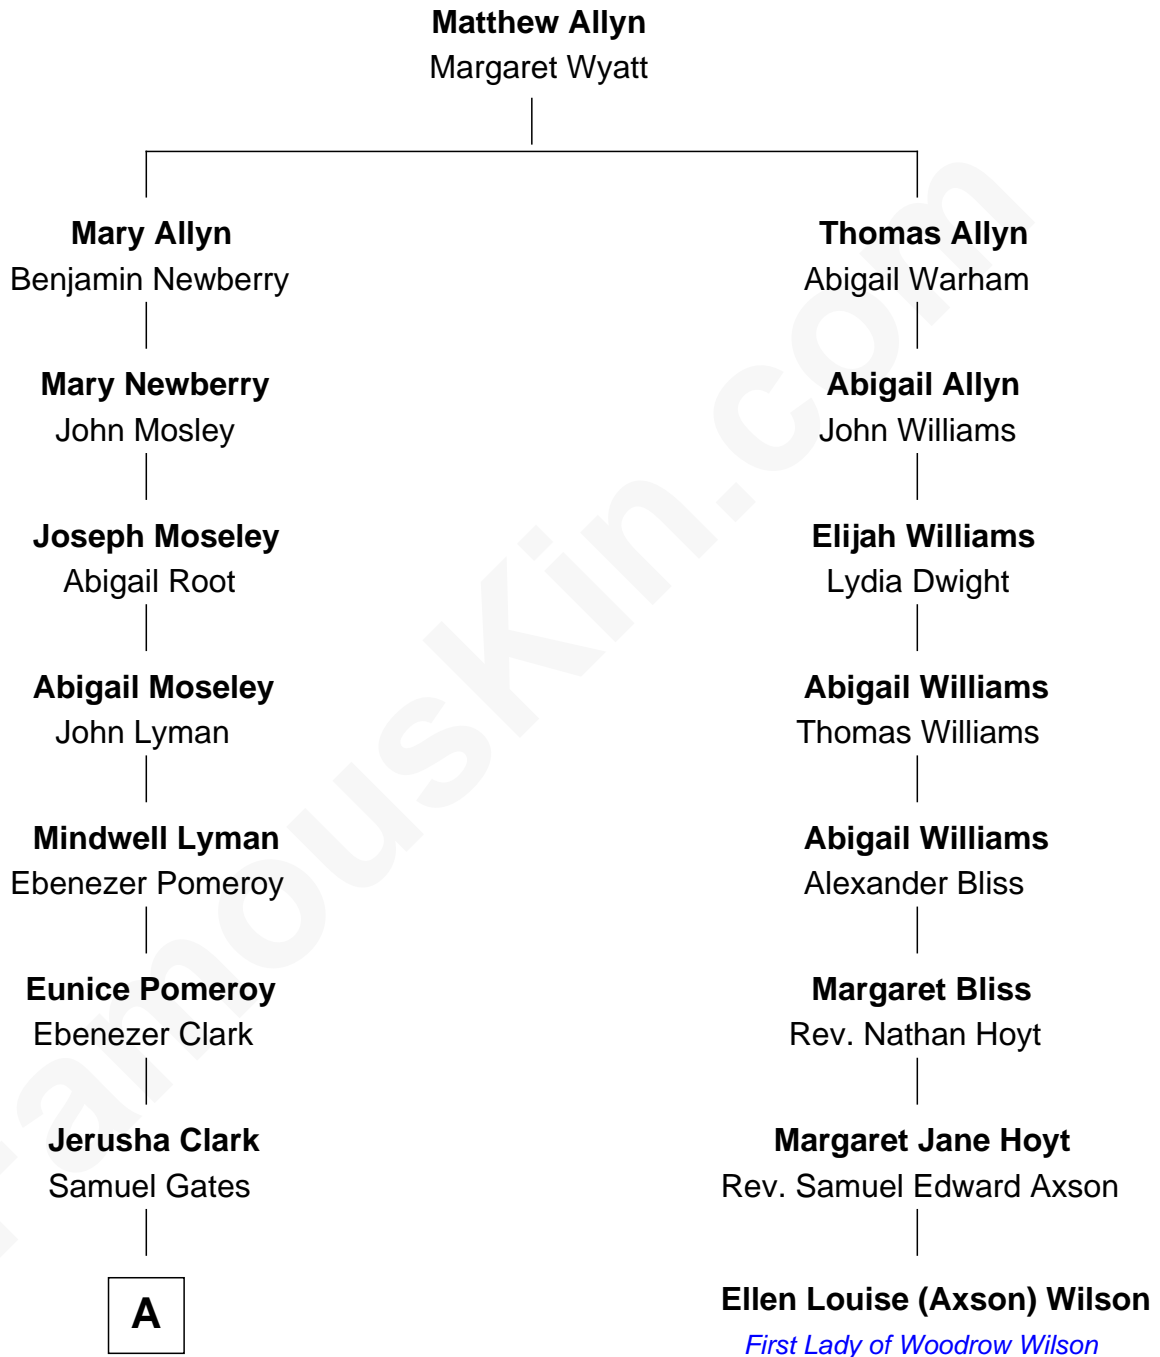 Matthew Allyn
Margaret Wyatt
Mary Allyn
Benjamin Newberry
Thomas Allyn
Abigail Warham
Mary Newberry
John Mosley
Abigail Allyn
John Williams
Joseph Moseley
Abigail Root
Elijah Williams
Lydia Dwight
Abigail Moseley
John Lyman
Abigail Williams
Thomas Williams
Mindwell Lyman
Ebenezer Pomeroy
Abigail Williams
Alexander Bliss
Eunice Pomeroy
Ebenezer Clark
Margaret Bliss
Rev. Nathan Hoyt
Jerusha Clark
Samuel Gates
Margaret Jane Hoyt
Rev. Samuel Edward Axson
A
Ellen Louise (Axson) Wilson
First Lady of Woodrow Wilson
FamousKin.com